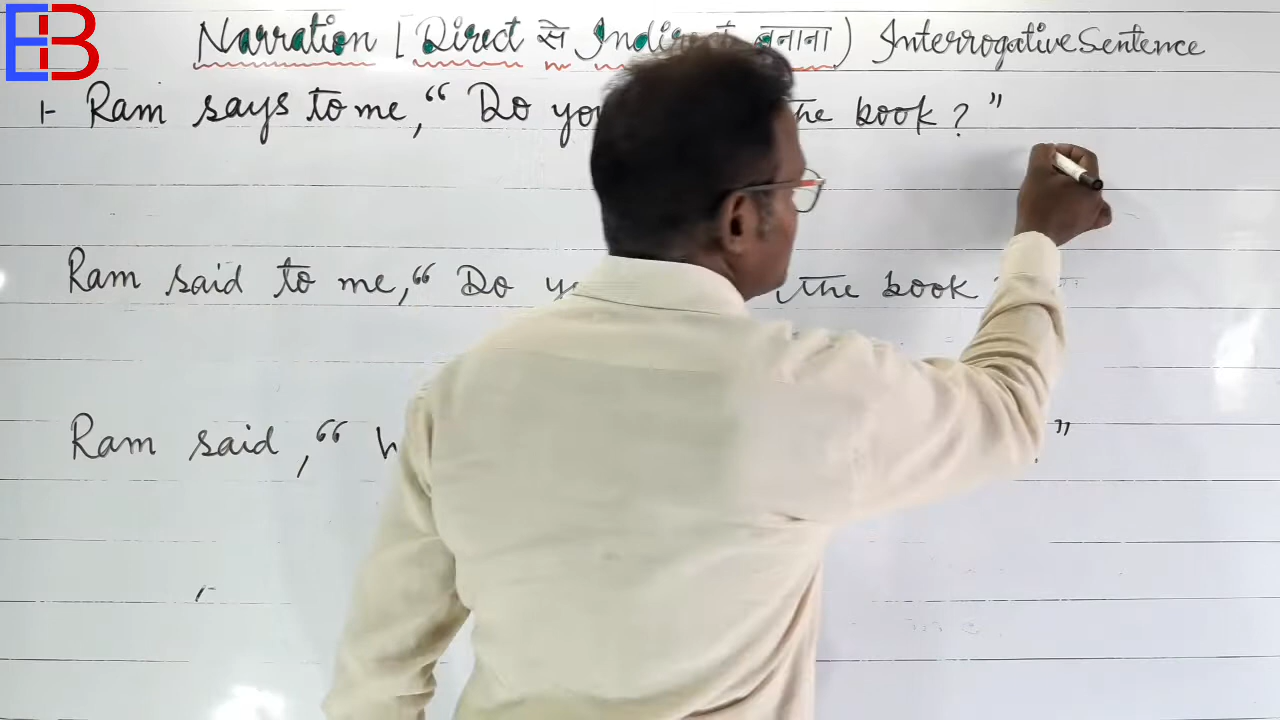 EB
Narration [Direct से Indirect बनाना) Interrogative Sentence
1- Ram says to me, “ Do you the book ? ”
Ram said to me, “ Do the book
Ram said , “ ”